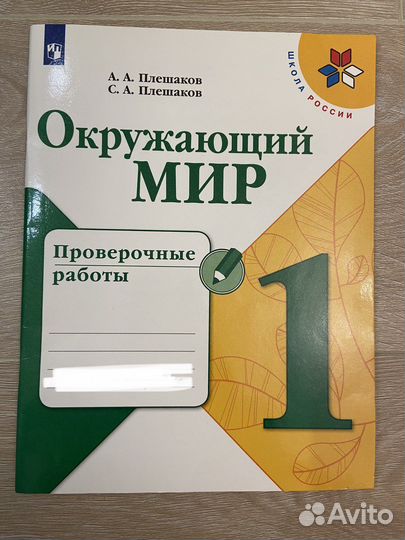 А. А. Плешаков
С. А. Плешаков
ШКОЛА РОССИИ
Окружающий
МИР
Проверочные
работы
1
Avito